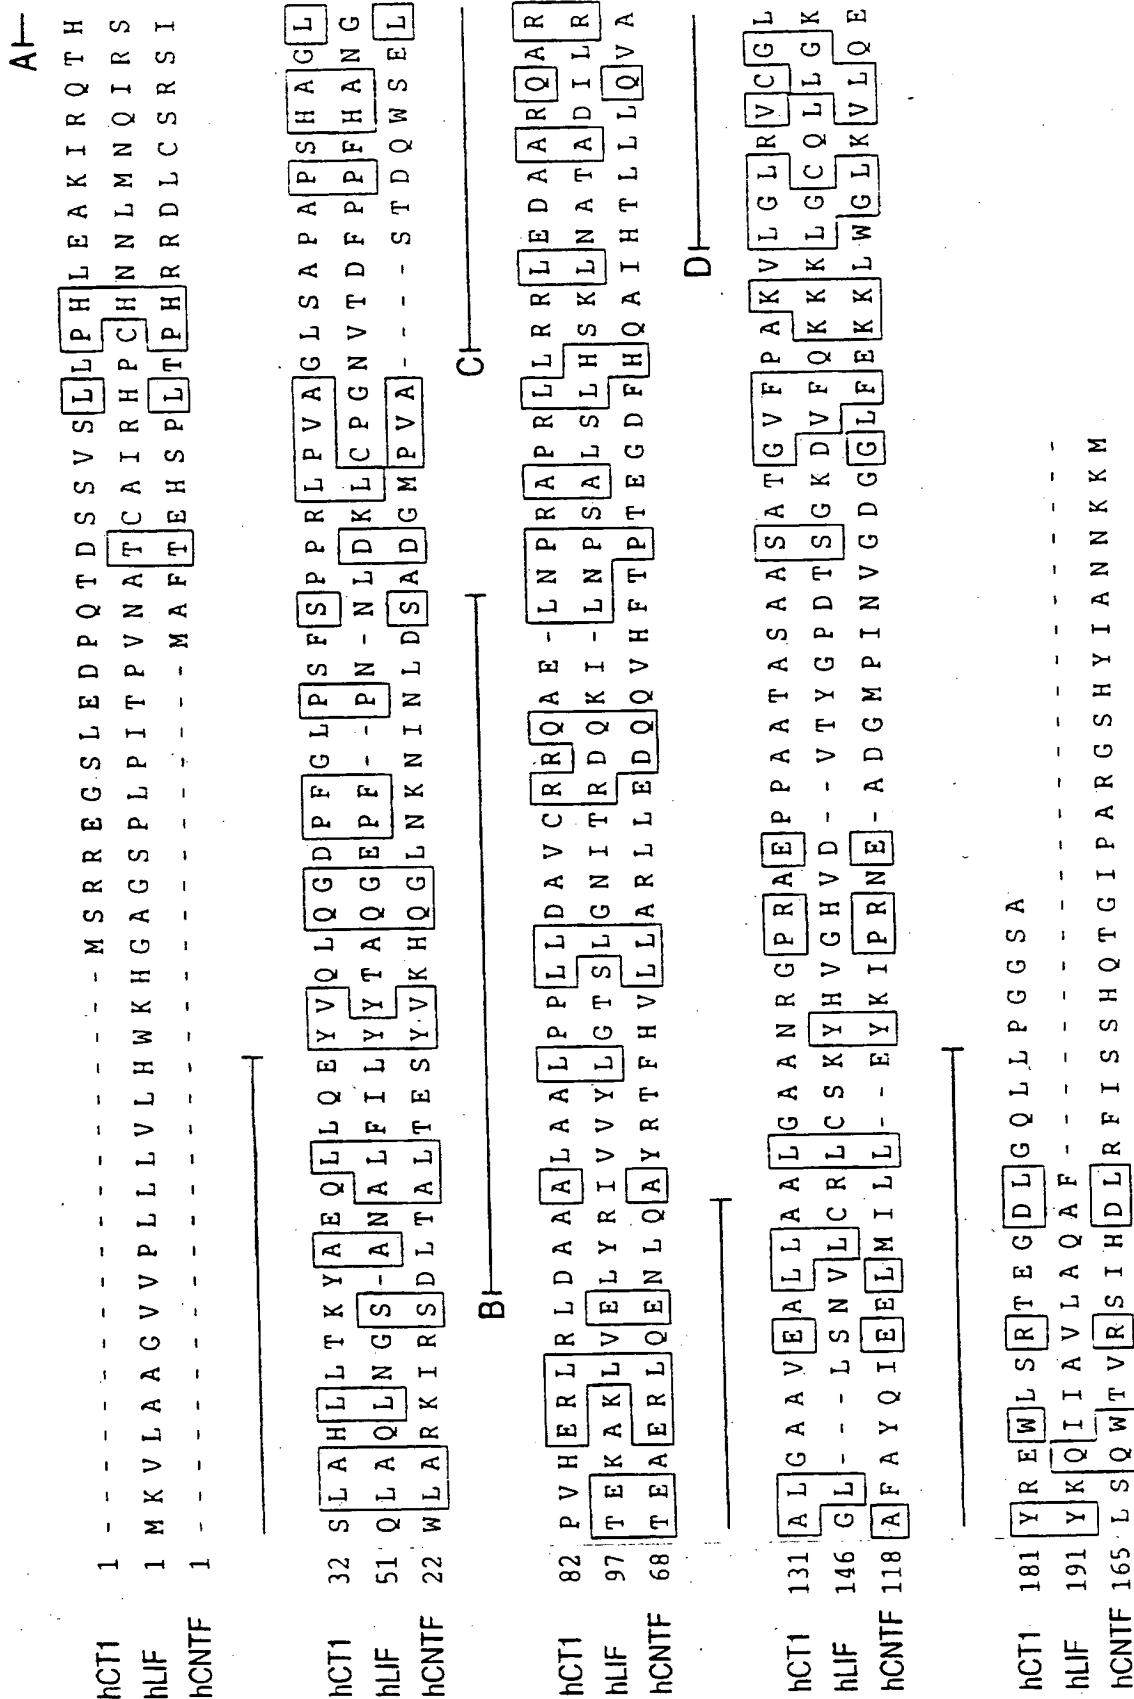 A
hCT1 1 - - - - - - - - - - - - - - - - - - - M S R R E G S L E D P Q T D S S V S L L P H L E A K I R Q T H
hLIF 1 M K V L A A G V V P L L L V L H W K H G A G S P L P I T P V N A T C A I R H P C H N N L M N Q I R S
hCNTF 1 - - - - - - - - - - - - - - - - - - - - - - - - - - - - - M A F T E H S P L T P H R R D L C S R S I
hCT1 32 S L A H L L T K Y A E Q L L Q E Y V Q L Q G D P F G L P S F S P P R L P V A G L S A P A P S H A G L
hLIF 51 Q L A Q L N G S - A N A L F I L Y Y T A Q G E P F - - P N - N L D K L C P G N V T D F P P F H A N G
hCNTF 22 W L A R K I R S D L T A L T E S Y V K H Q G L N K N I N L D S A D G M P V A - - - - S T D Q W S E L
B C
hCT1 82 P V H E R L R L D A A A L A A L P P L L D A V C R R Q A E - L N P R A P R L L R R L E D A A R Q A R
hLIF 97 T E K A K L V E L Y R I V V Y L G T S L G N I T R D Q K I - L N P S A L S L H S K L N A T A D I L R
hCNTF 68 T E A E R L Q E N L Q A Y R T F H V L L A R L L E D Q Q V H F T P T E G D F H Q A I H T L L L Q V A
D
hCT1 131 A L G A A V E A L L A A L G A A N R G P R A E P P A A T A S A A S A T G V F P A K V L G L R V C G L
hLIF 146 G L - - - L S N V L C R L C S K Y H V G H V D - - V T Y G P D T S G K D V F Q K K K L G C Q L L G K
hCNTF 118 A F A Y Q I E E L M I L L - E Y K I P R N E - A D G M P I N V G D G G L F E K K L W G L K V L Q E
hCT1 181 Y R E W L S R T E G D L G Q L L P G G S A
hLIF 191 Y K Q I I A V L A Q A F - - - - - - - - - - - - - - - - - - - - - - - -
hCNTF 165 L S Q W T V R S I H D L R F I S S H Q T G I P A R G S H Y I A N N K K M